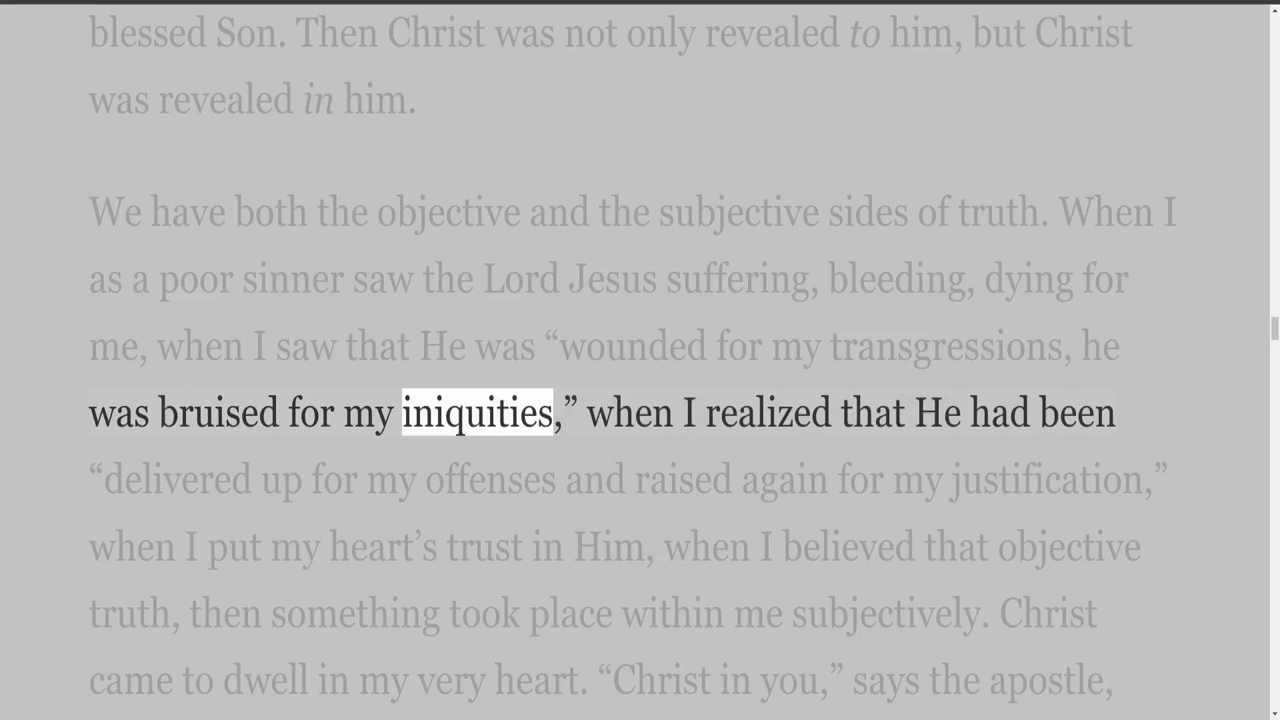 blessed Son. Then Christ was not only revealed to him, but Christ
was revealed in him.
We have both the objective and the subjective sides of truth. When I
as a poor sinner saw the Lord Jesus suffering, bleeding, dying for
me, when I saw that He was “wounded for my transgressions, he
was bruised for my iniquities,” when I realized that He had been
“delivered up for my offenses and raised again for my justification,”
when I put my heart’s trust in Him, when I believed that objective
truth, then something took place within me subjectively. Christ
came to dwell in my very heart. “Christ in you,” says the apostle,